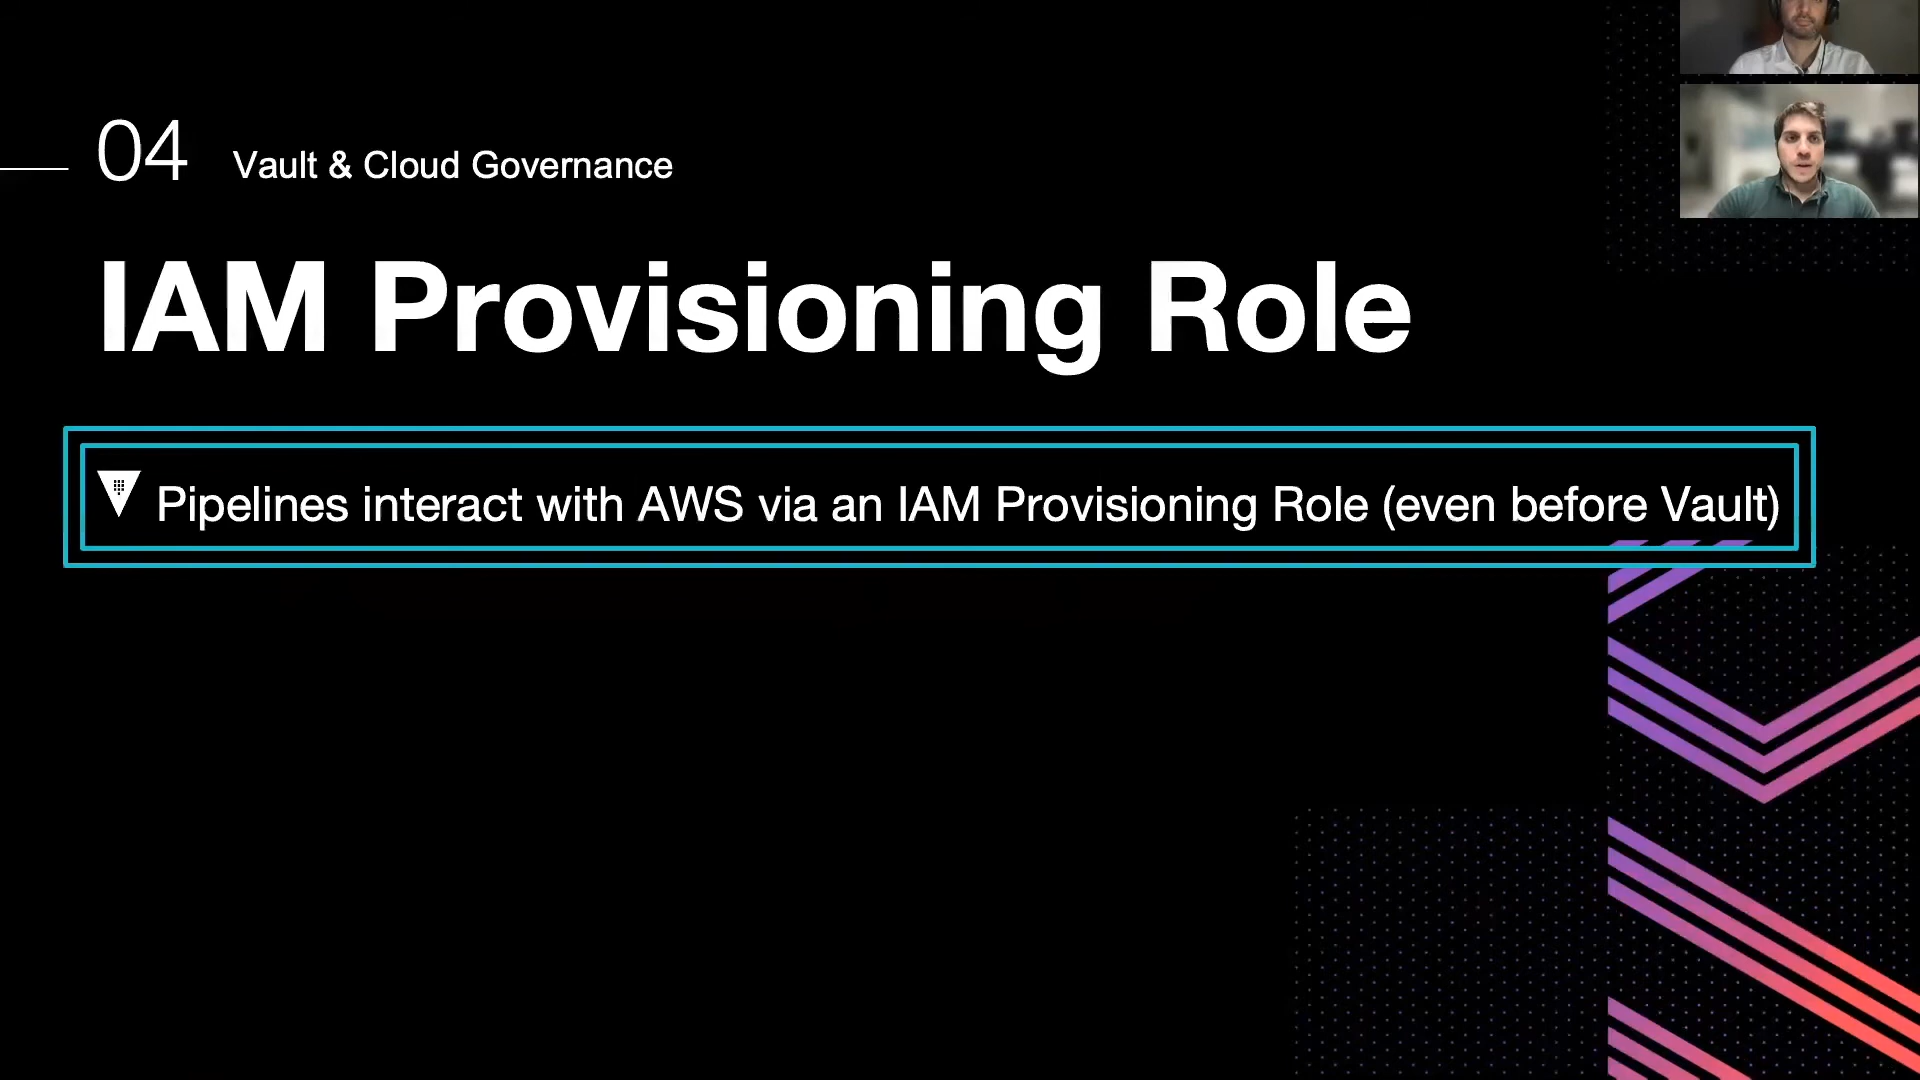 04 Vault & Cloud Governance
IAM Provisioning Role
Pipelines interact with AWS via an IAM Provisioning Role (even before Vault)